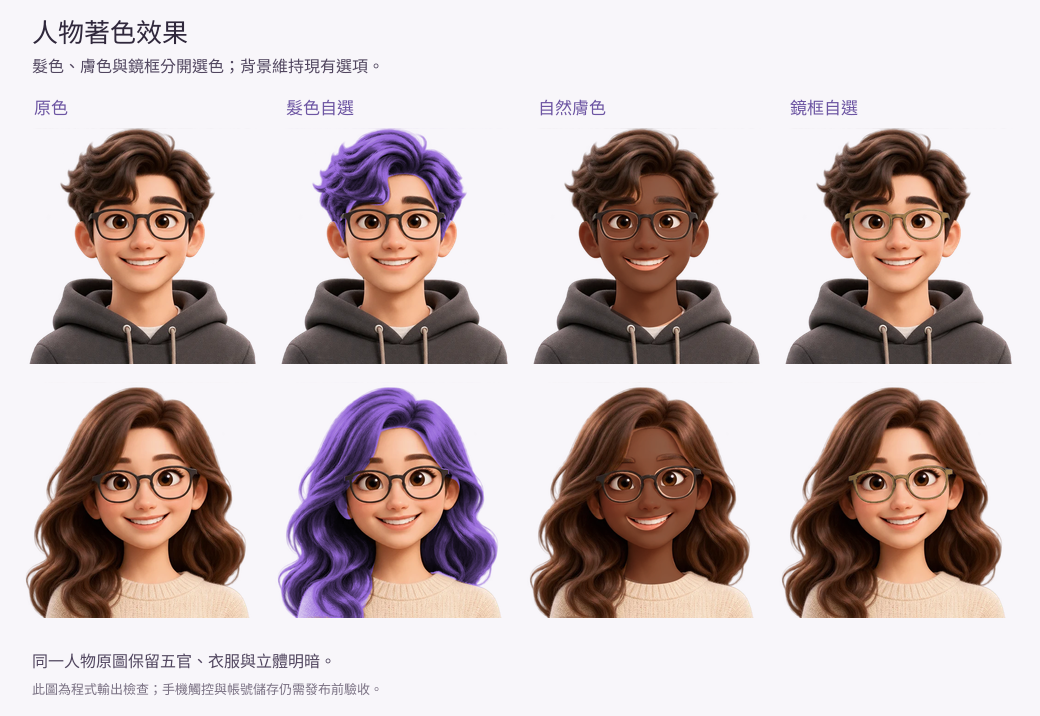 人物著色效果
髮色、膚色與鏡框分開選色；背景維持現有選項。
原色
髮色自選
自然膚色
鏡框自選
同一人物原圖保留五官、衣服與立體明暗。
此圖為程式輸出檢查；手機觸控與帳號儲存仍需發布前驗收。